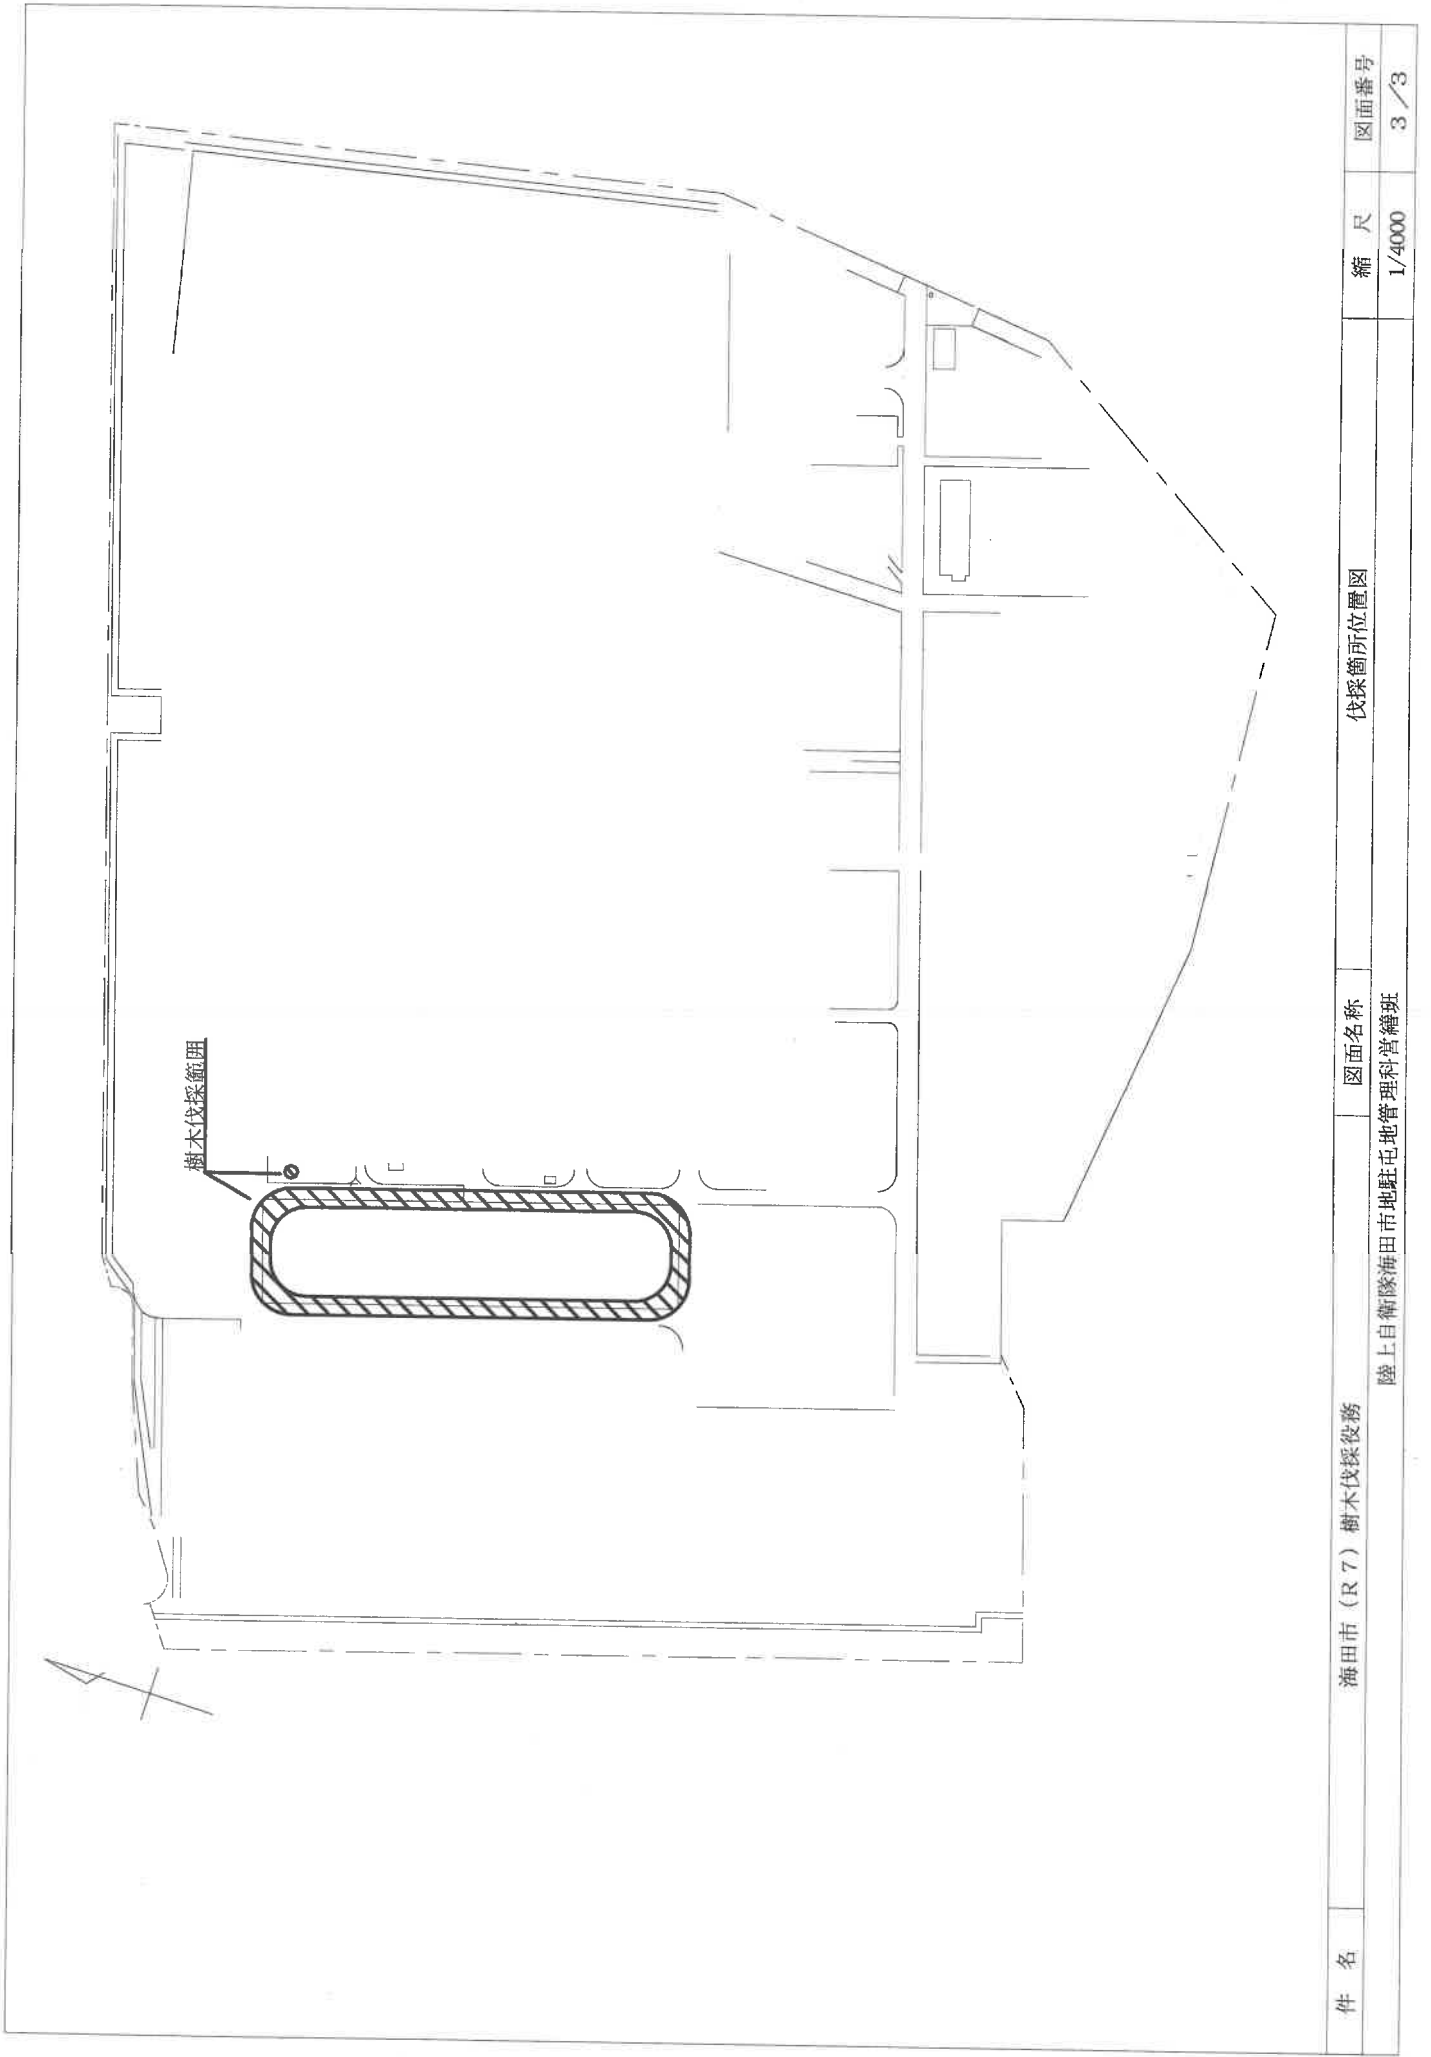 樹木伐採範囲
件 名
海田市（R７）樹木伐採役務
図面名称
伐採箇所位置図
縮 尺
図面番号
陸上自衛隊海田市駐屯地管理科営繕班
1/4000
3／3